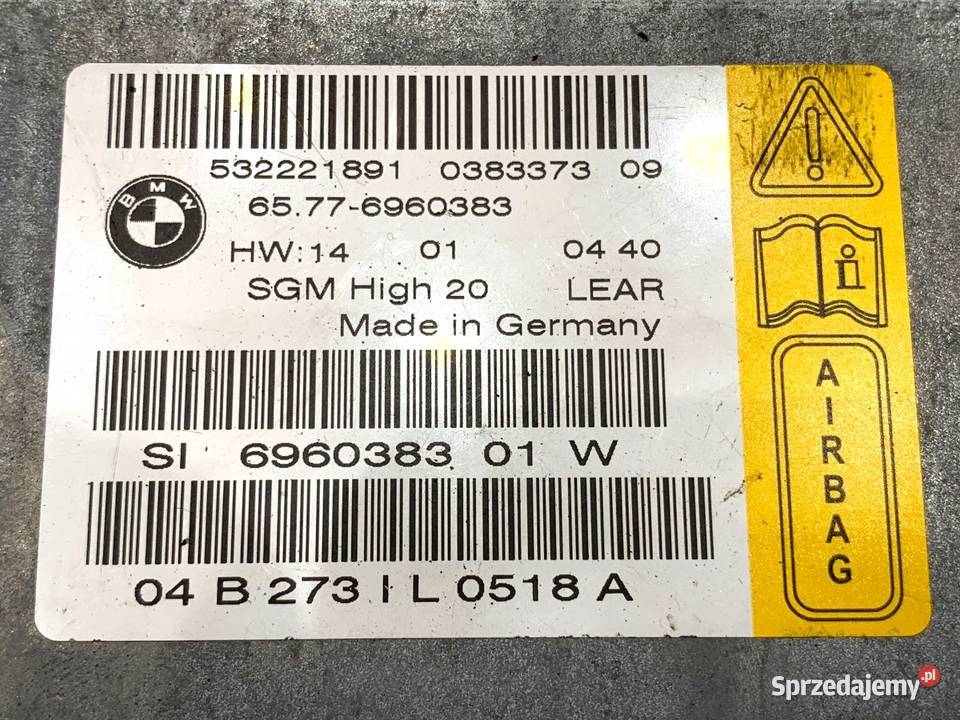 532221891 0383373 09
BMW
65.77-6960383
HW:14 01 04 40
SGM High 20 LEAR
Made in Germany
SI 6960383 01 W
04 B 273 I L 0518 A
!
i
AIRBAG
Sprzedajemy.pl